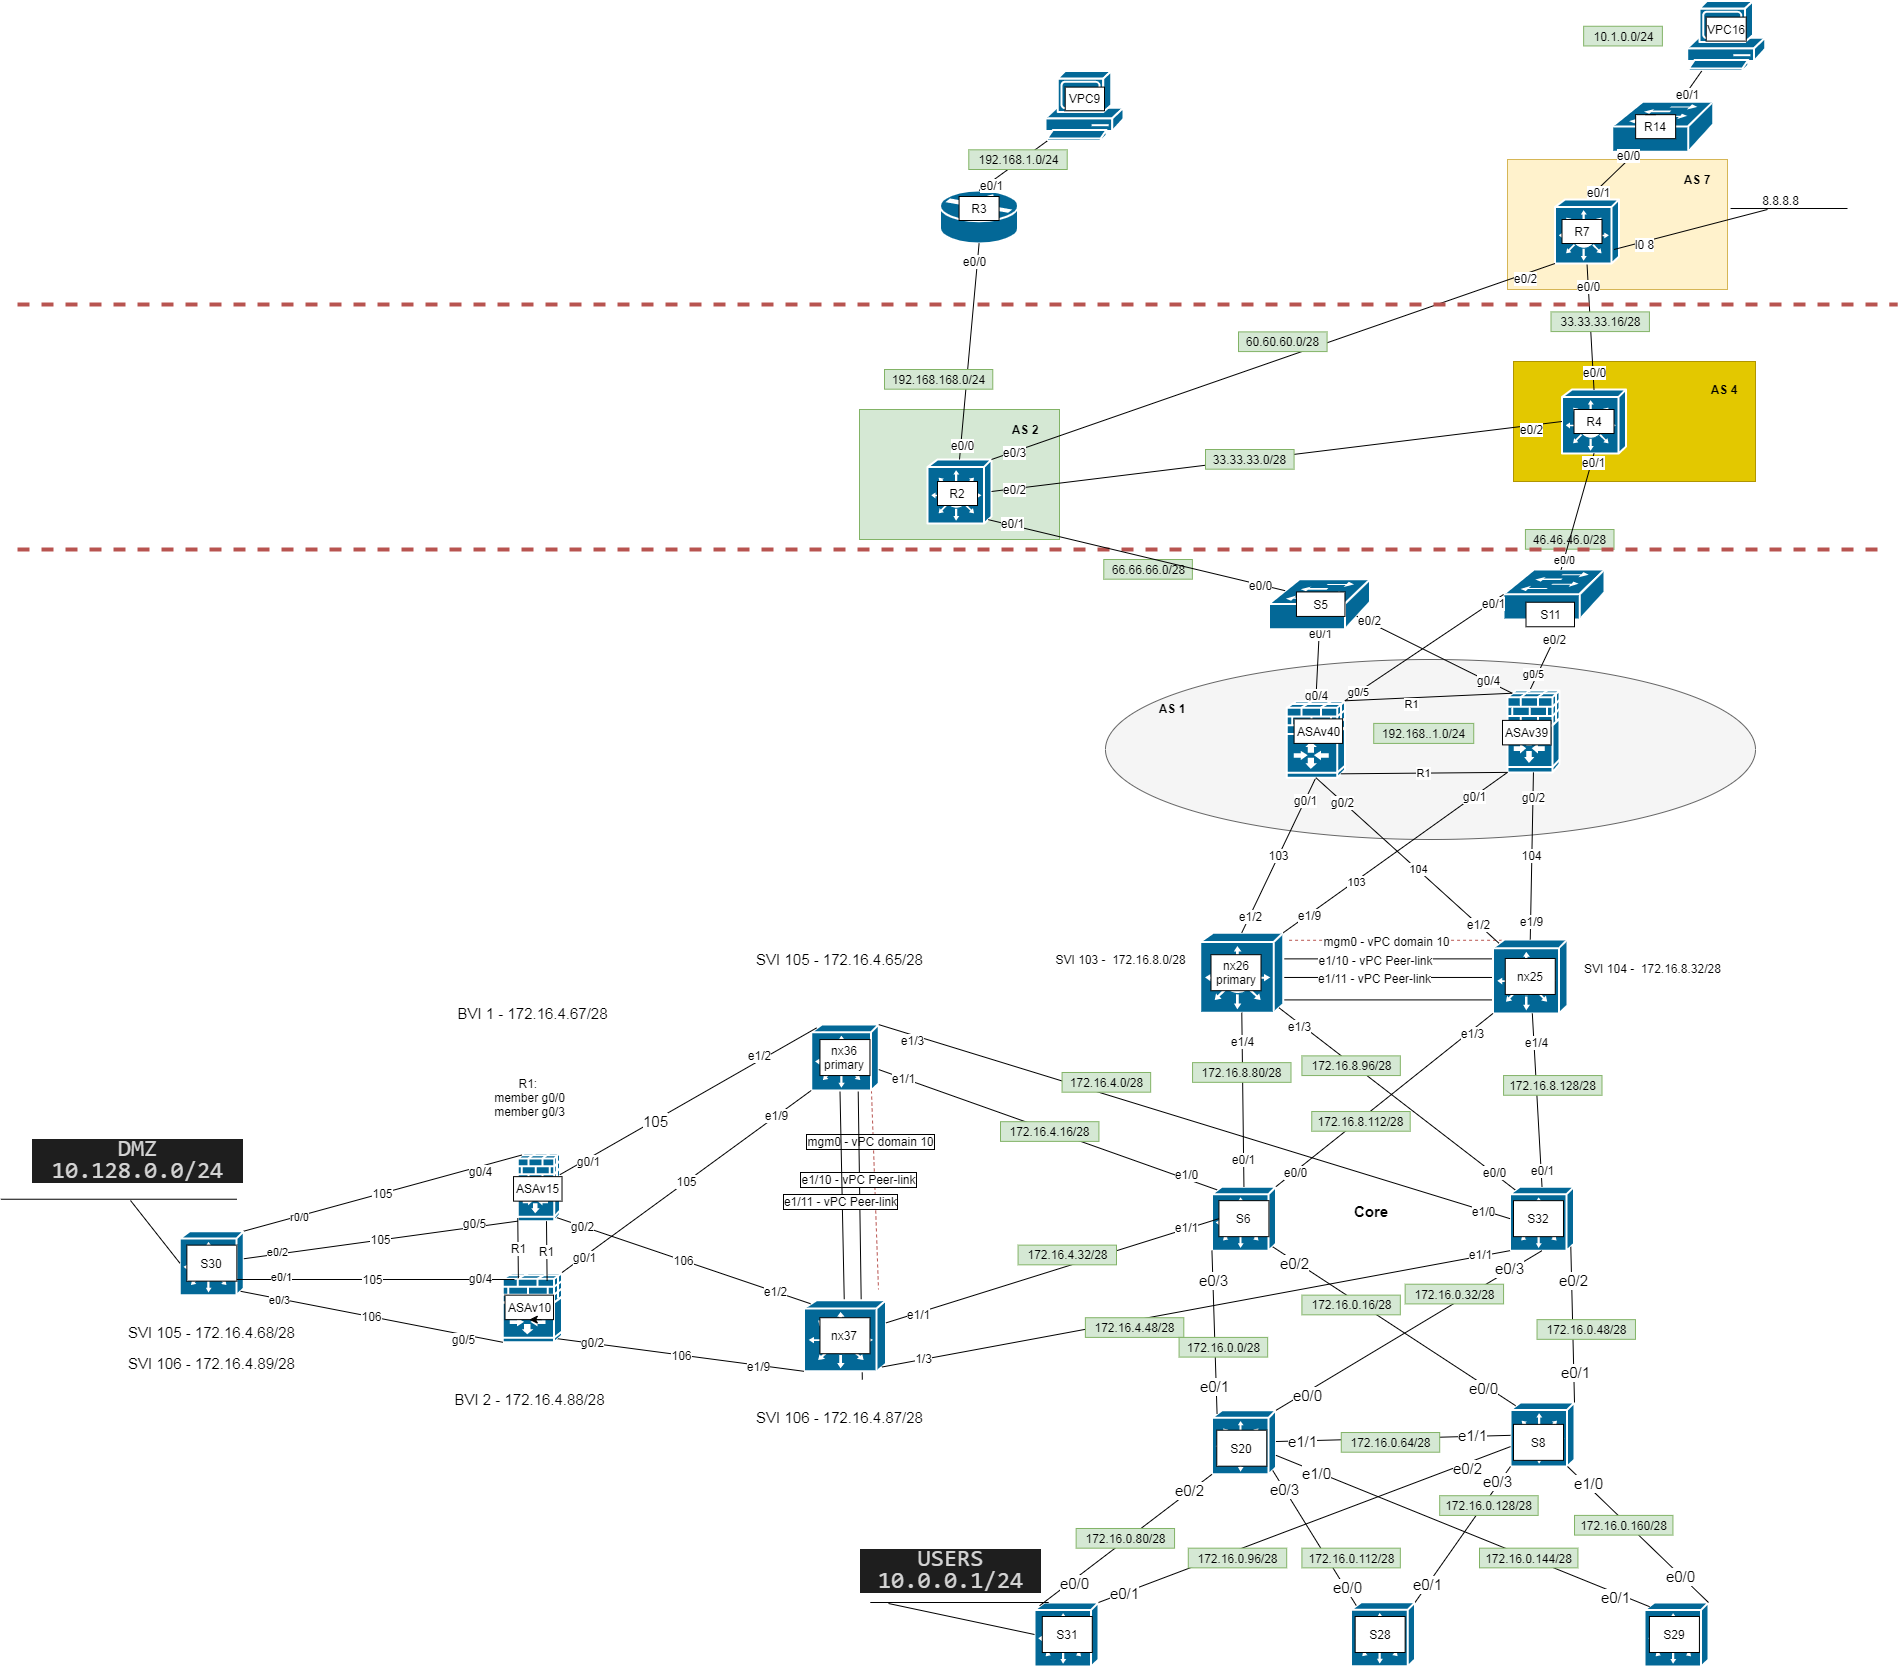 10.1.0.0/24
VPC16
e0/1
VPC9
R14
192.168.1.0/24
e0/0
e0/1
AS 7
e0/1
R3
8.8.8.8
R7
l0 8
e0/0
e0/2
e0/0
33.33.33.16/28
60.60.60.0/28
e0/0
192.168.168.0/24
AS 4
AS 2
R4
e0/2
e0/0
e0/3
33.33.33.0/28
e0/1
R2
e0/2
e0/1
46.46.46.0/28
e0/0
66.66.66.0/28
e0/0
S5
e0/1
S11
e0/2
e0/1
e0/2
g0/5
g0/4
g0/4
g0/5
R1
AS 1
ASAv40
192.168..1.0/24
ASAv39
R1
g0/1
g0/2
g0/1
g0/2
103
104
104
103
e1/2
e1/9
e1/2
e1/9
mgm0 - vPC domain 10
SVI 105 - 172.16.4.65/28
SVI 103 -  172.16.8.0/28
nx26
primary
e1/10 - vPC Peer-link
e1/11 - vPC Peer-link
nx25
SVI 104 -  172.16.8.32/28
BVI 1 - 172.16.4.67/28
e1/3
e1/4
e1/3
e1/4
nx36
primary
e1/2
e1/3
172.16.8.80/28
172.16.8.96/28
e1/1
172.16.4.0/28
172.16.8.128/28
R1:
member g0/0
member g0/3
e1/9
105
172.16.4.16/28
172.16.8.112/28
mgm0 - vPC domain 10
DMZ
10.128.0.0/24
g0/4
g0/1
e1/0
e0/1
e0/0
e0/0
e0/1
105
ASAv15
105
e1/10 - vPC Peer-link
e1/11 - vPC Peer-link
r0/0
g0/5
g0/2
e1/1
S6
Core
e1/0
S32
105
e0/2
R1
R1
g0/1
106
172.16.4.32/28
e1/1
S30
e0/1
105
g0/4
e0/3
e0/2
e0/3
e0/2
e0/3
ASAv10
e1/2
172.16.0.32/28
172.16.0.16/28
106
e1/1
172.16.4.48/28
172.16.0.48/28
SVI 105 - 172.16.4.68/28
g0/5
g0/2
nx37
172.16.0.0/28
106
e1/9
1/3
SVI 106 - 172.16.4.89/28
e0/1
e0/0
e0/0
e0/1
BVI 2 - 172.16.4.88/28
SVI 106 - 172.16.4.87/28
S20
e1/1
172.16.0.64/28
e1/1
S8
e0/2
e0/3
e1/0
e0/2
e0/3
e1/0
172.16.0.128/28
172.16.0.80/28
172.16.0.160/28
USERS
10.0.0.1/24
172.16.0.96/28
172.16.0.112/28
172.16.0.144/28
e0/0
e0/1
e0/0
e0/1
e0/1
e0/0
S31
S28
S29